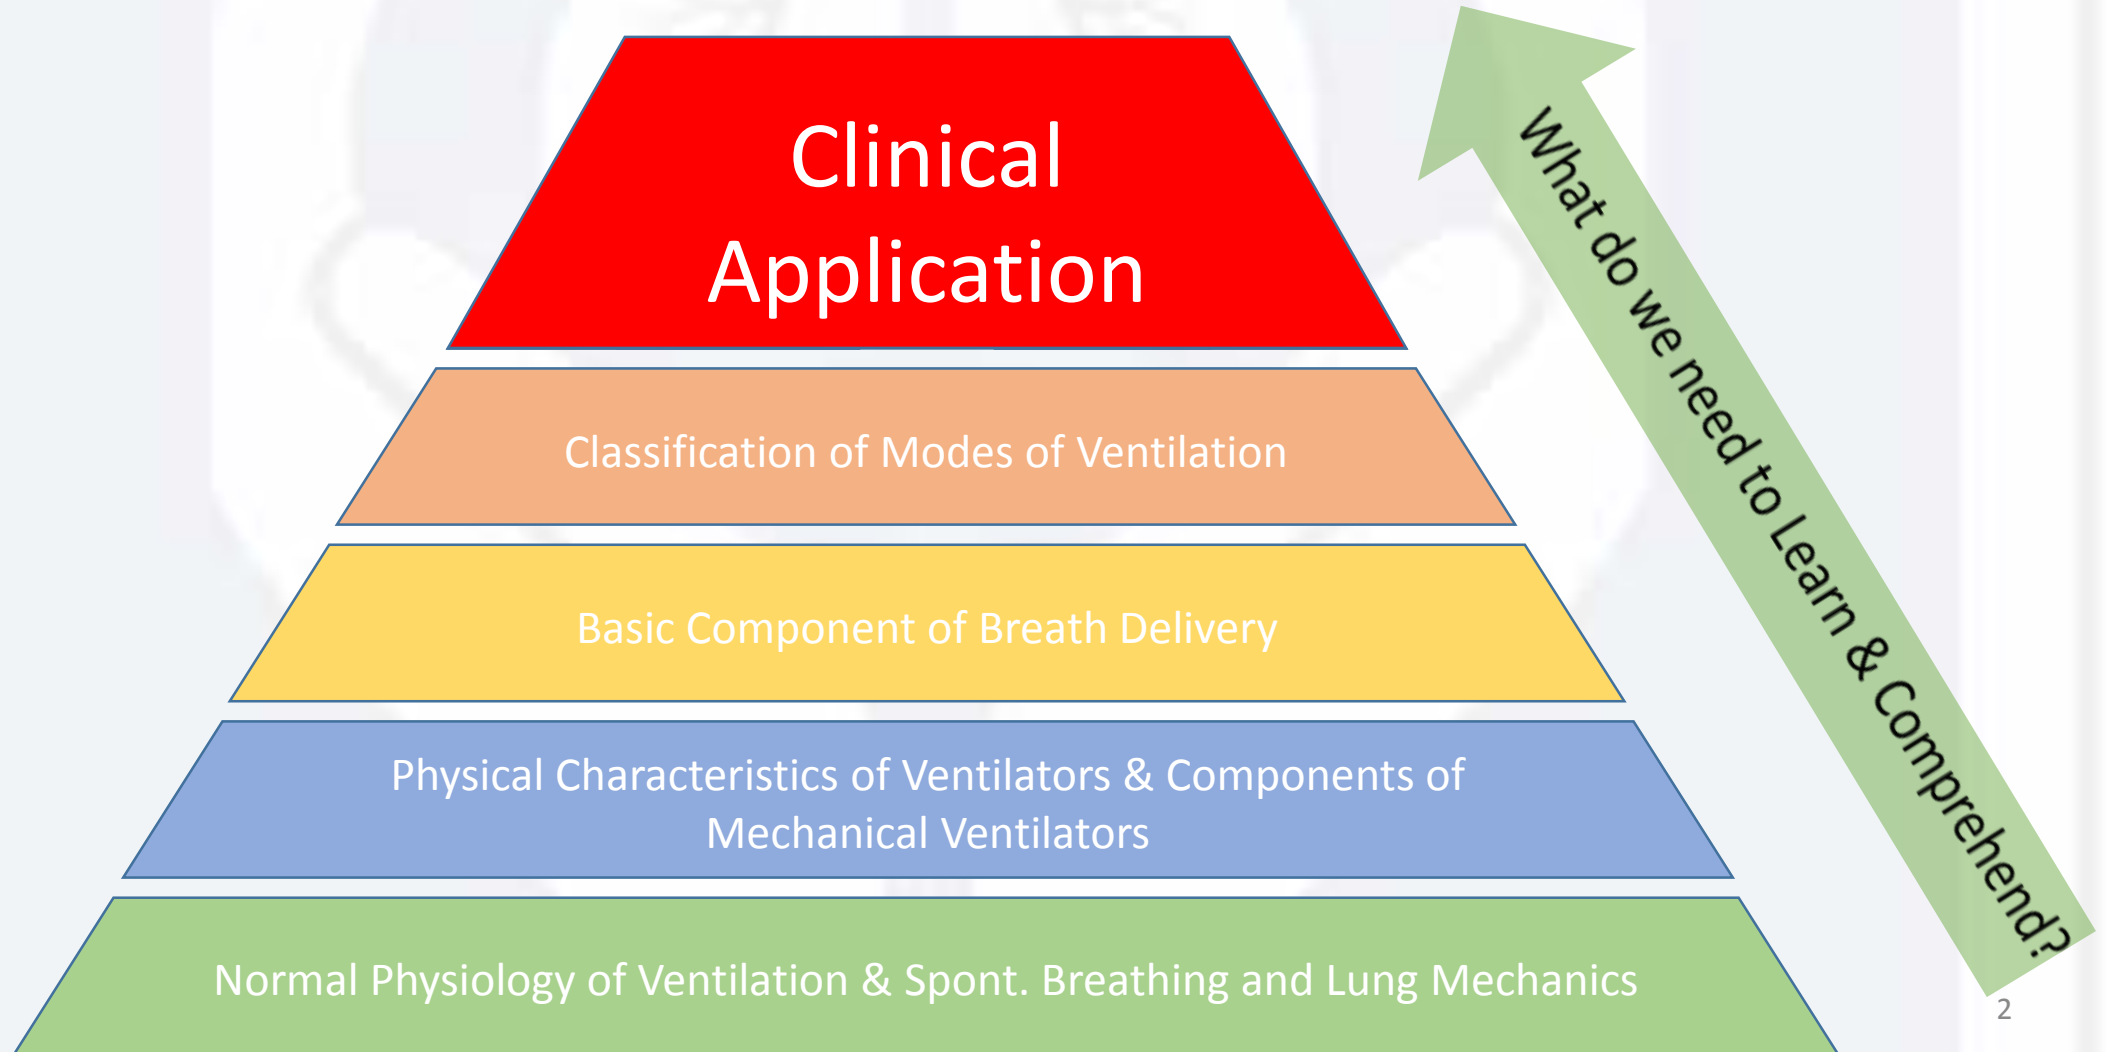 Clinical
Application
Classification of Modes of Ventilation
Basic Component of Breath Delivery
Physical Characteristics of Ventilators & Components of
Mechanical Ventilators
Normal Physiology of Ventilation & Spont. Breathing and Lung Mechanics
What do we need to Learn & Comprehend?
2